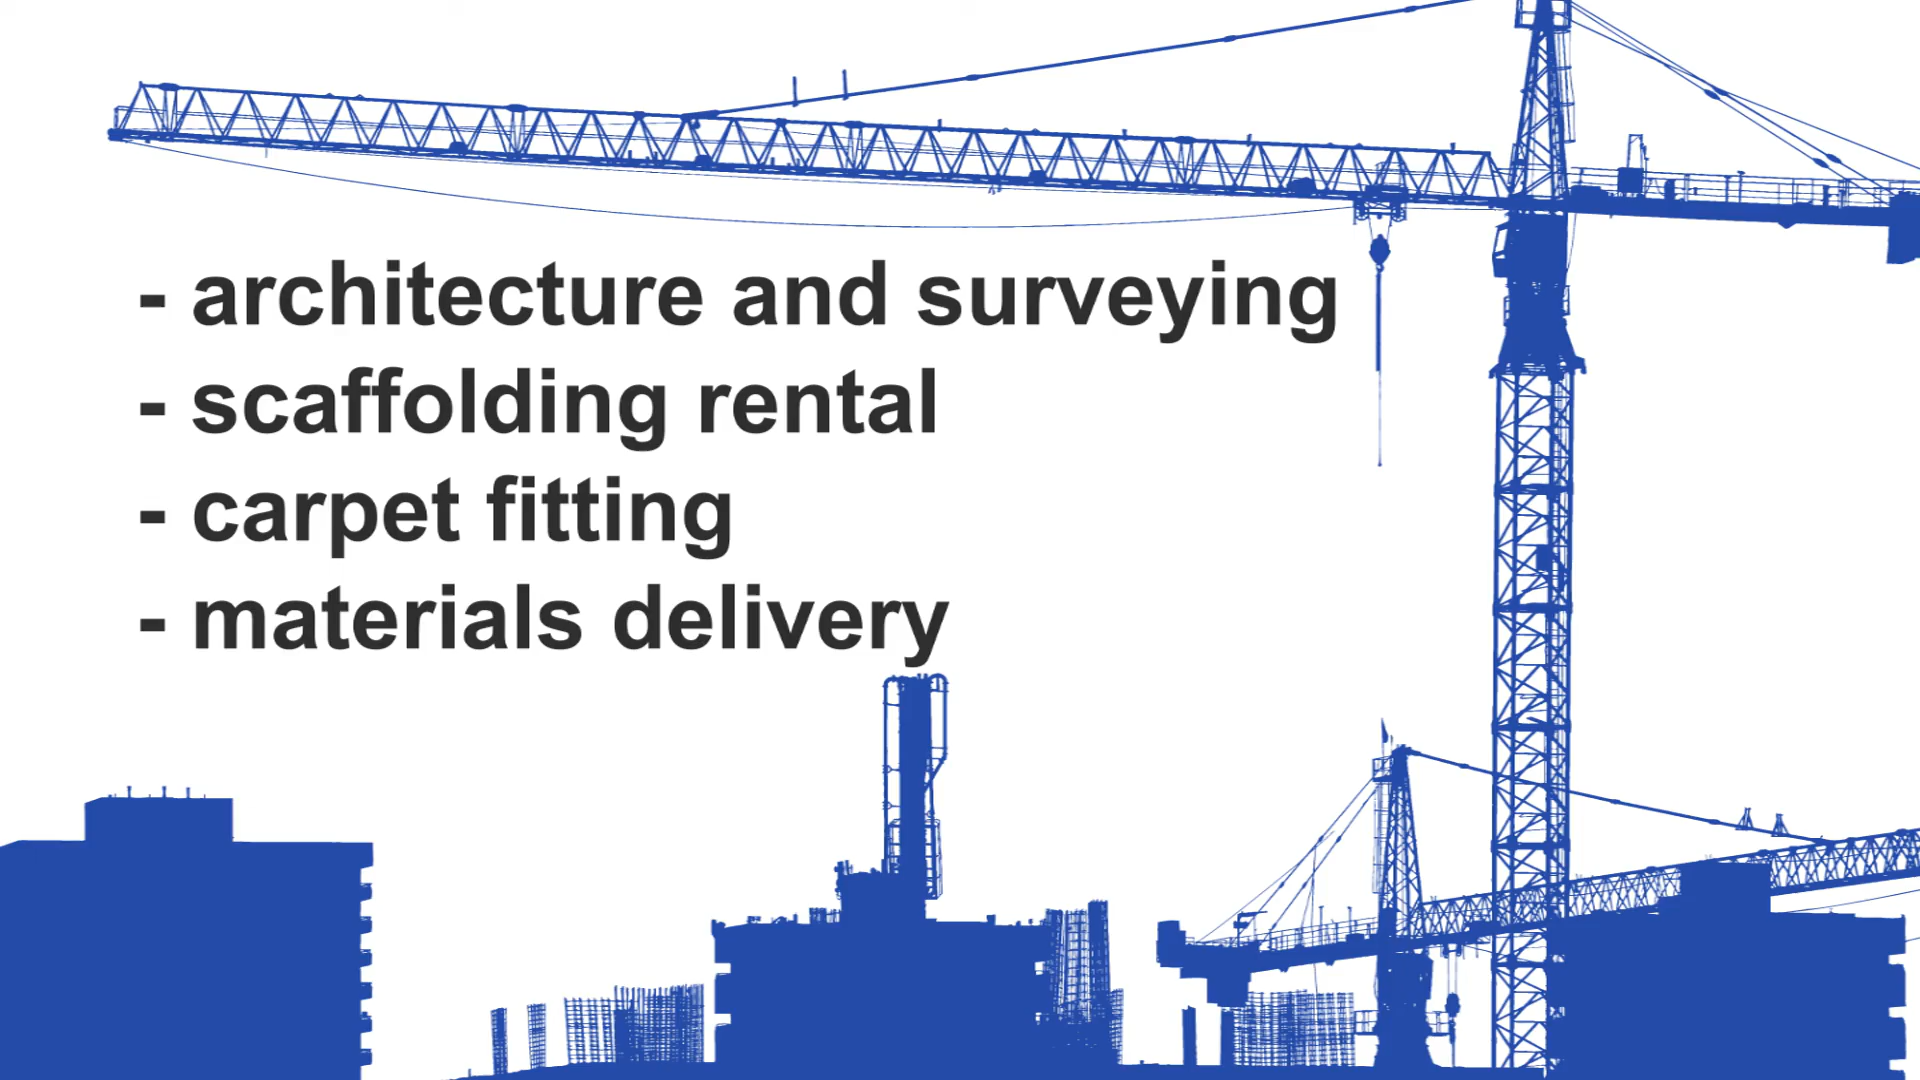 - architecture and surveying
- scaffolding rental
- carpet fitting
- materials delivery